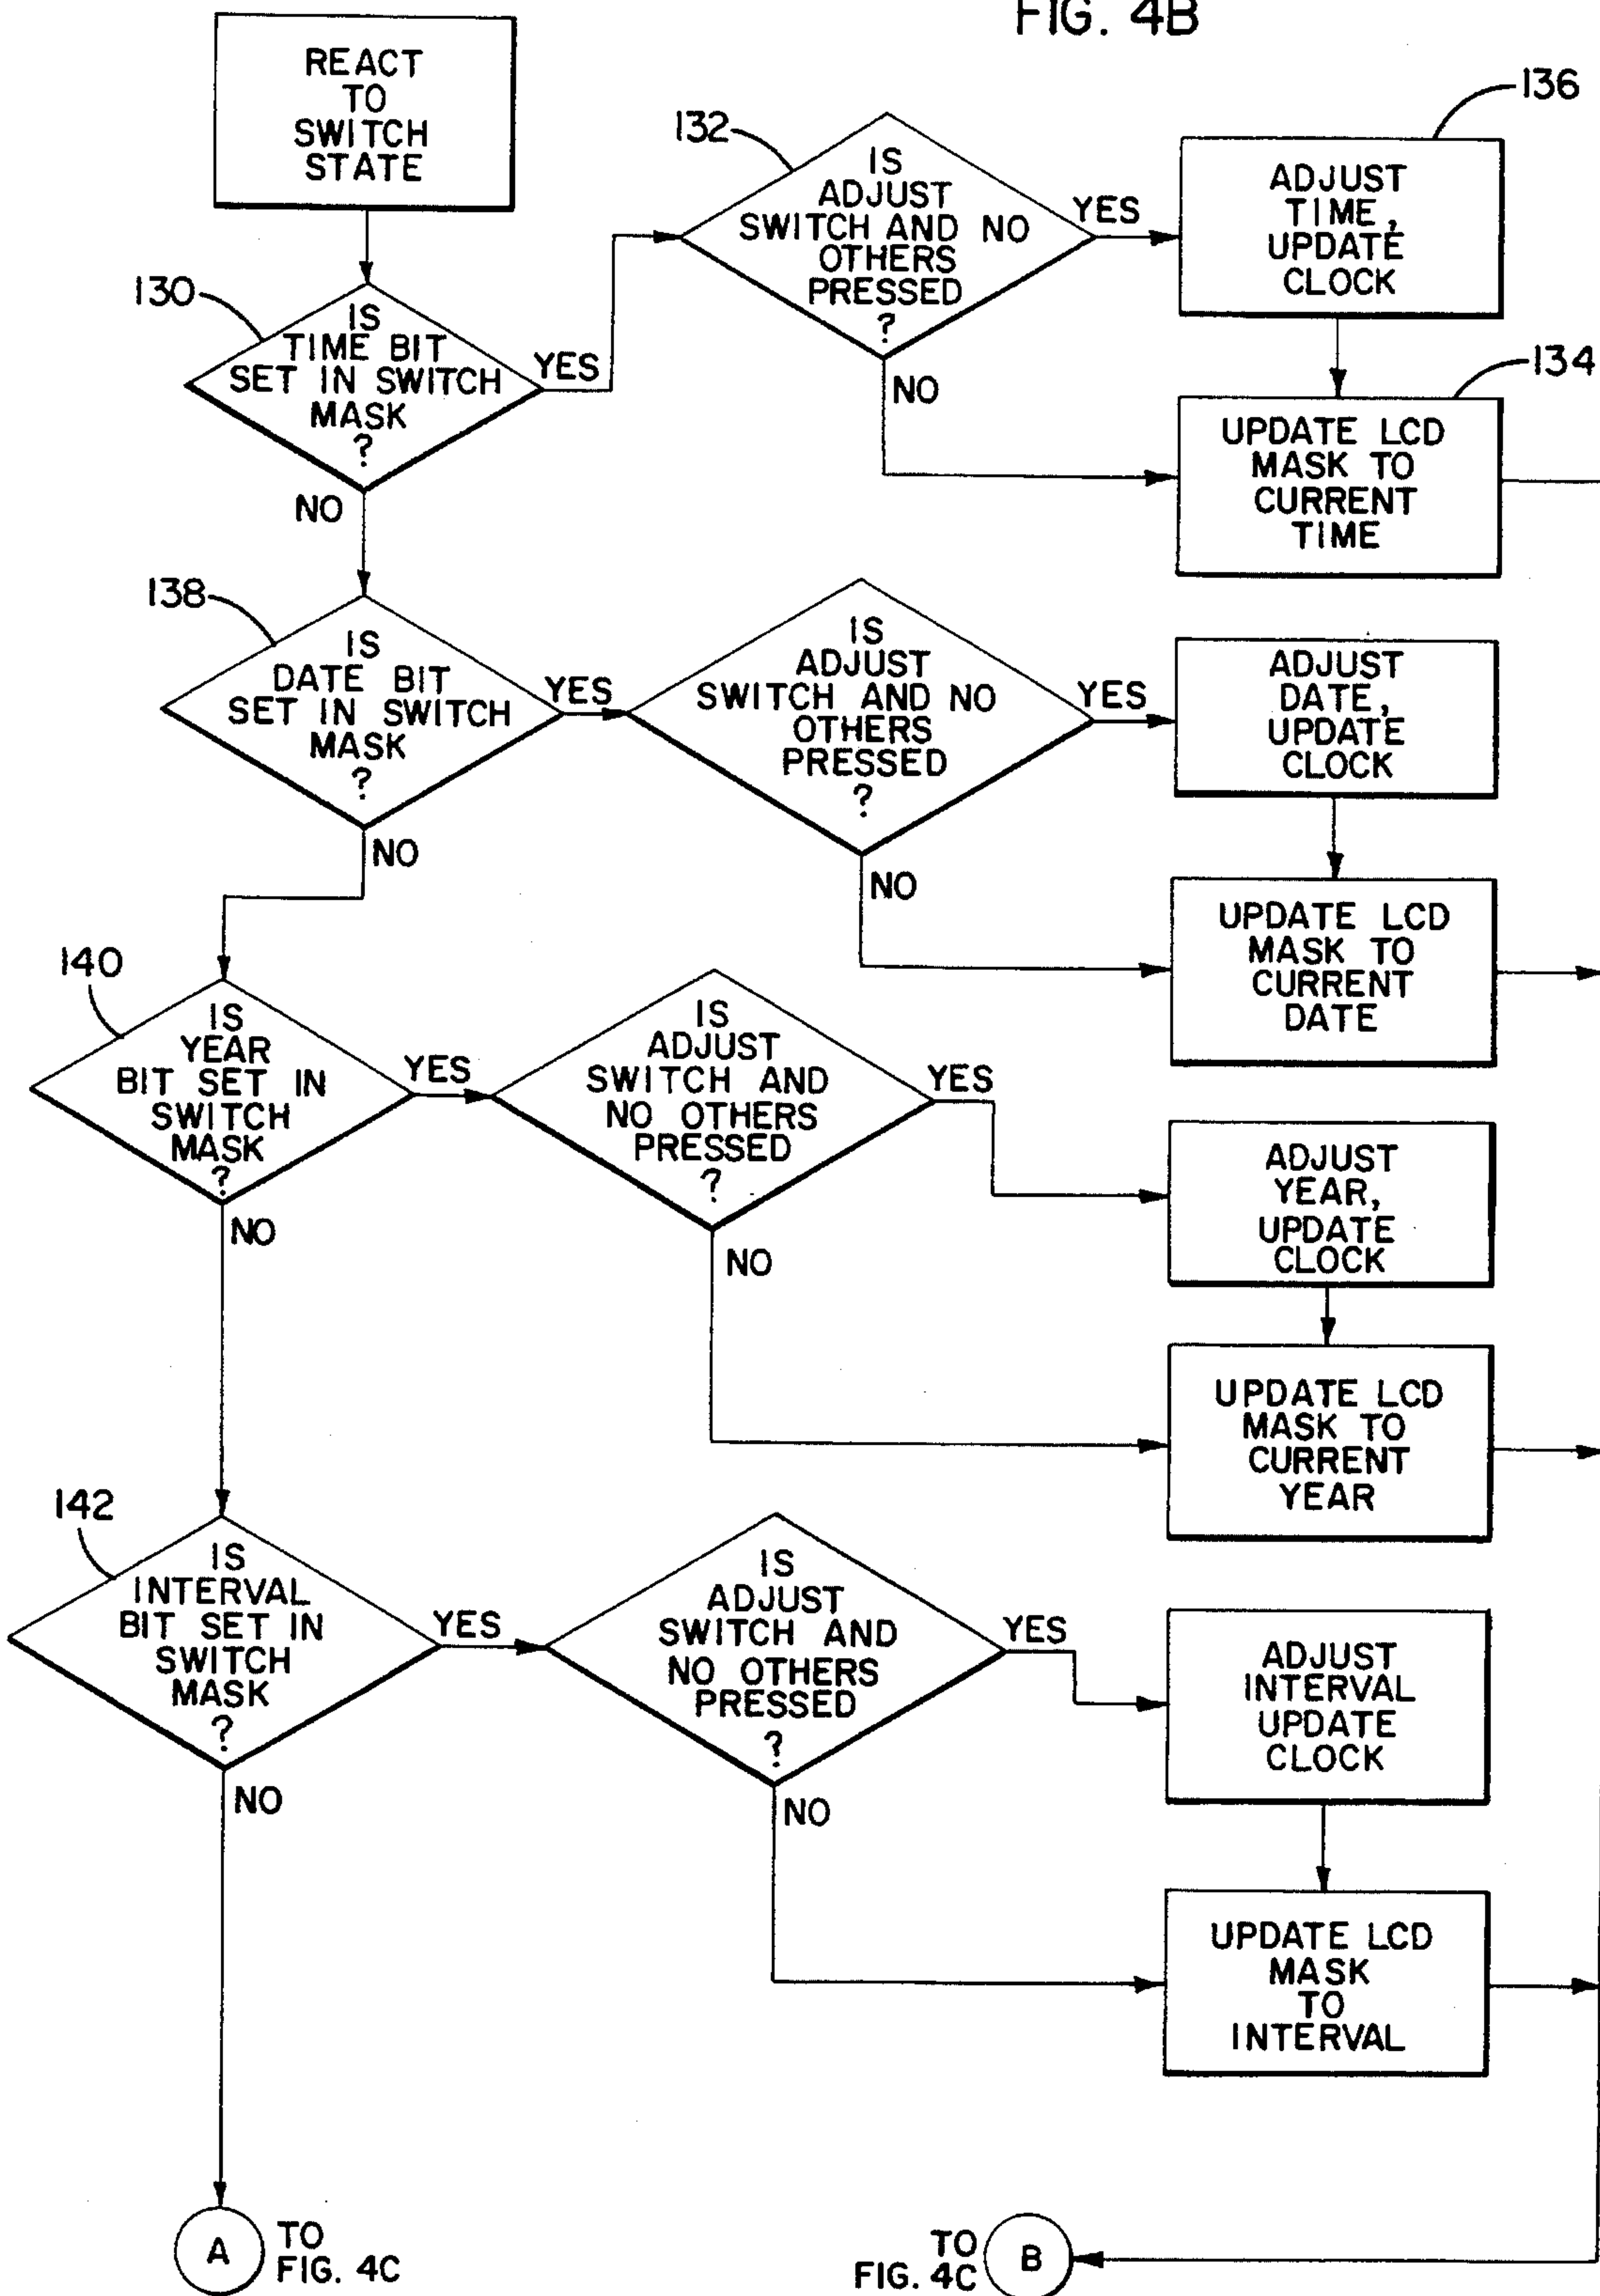 FIG. 4B
REACT
TO
SWITCH
STATE
130
IS
TIME BIT
SET IN SWITCH
MASK
?
YES
NO
132
IS
ADJUST
SWITCH AND NO
OTHERS
PRESSED
?
YES
NO
136
ADJUST
TIME,
UPDATE
CLOCK
134
UPDATE LCD
MASK TO
CURRENT
TIME
138
IS
DATE BIT
SET IN SWITCH
MASK
?
YES
NO
IS
ADJUST
SWITCH AND NO
OTHERS
PRESSED
?
YES
NO
ADJUST
DATE,
UPDATE
CLOCK
UPDATE LCD
MASK TO
CURRENT
DATE
140
IS
YEAR
BIT SET IN
SWITCH
MASK
?
YES
NO
IS
ADJUST
SWITCH AND
NO OTHERS
PRESSED
?
YES
NO
ADJUST
YEAR,
UPDATE
CLOCK
UPDATE LCD
MASK TO
CURRENT
YEAR
142
IS
INTERVAL
BIT SET IN
SWITCH
MASK
?
YES
NO
IS
ADJUST
SWITCH AND
NO OTHERS
PRESSED
?
YES
NO
ADJUST
INTERVAL
UPDATE
CLOCK
UPDATE LCD
MASK
TO
INTERVAL
A
TO
FIG. 4C
TO
FIG. 4C
B